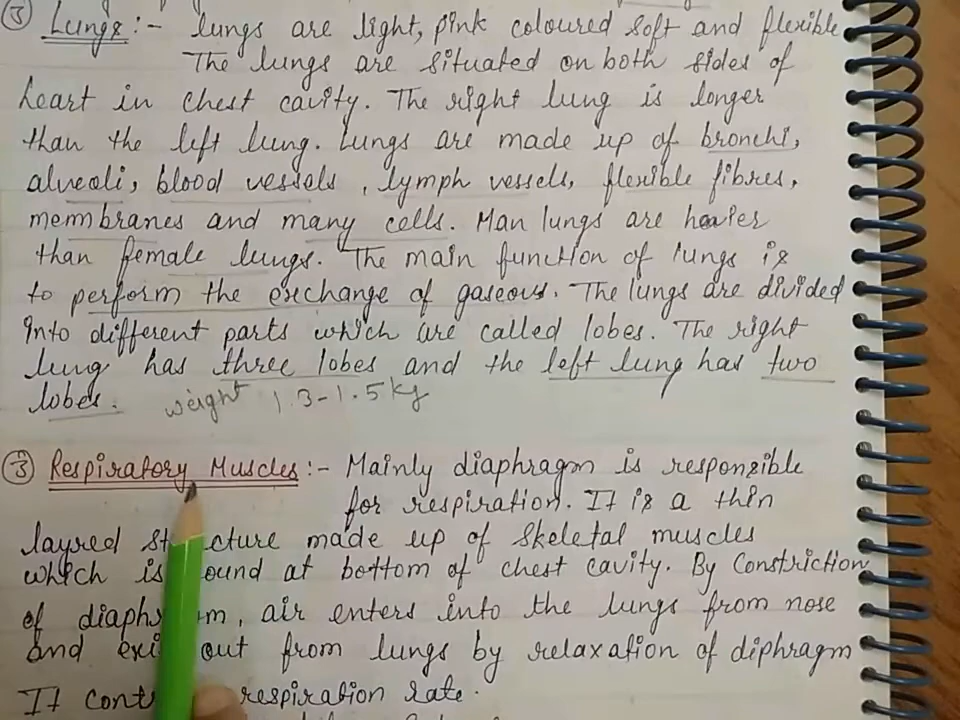 ③ Lungs :- lungs are light, pink coloured soft and flexible
The lungs are situated on both sides of
heart in chest cavity. The right lung is longer
than the left lung. Lungs are made up of bronchi,
alveoli, blood vessels, lymph vessels, flexible fibres,
membranes and many cells. Man lungs are heavier
than female lungs. The main function of lungs is
to perform the exchange of gaseous. The lungs are divided
into different parts which are called lobes. The right
lung has three lobes and the left lung has two
lobes. weight 1.3-1.5 kg
③ Respiratory Muscles :- Mainly diaphragm is responsible
for respiration. It is a thin
layred st cture made up of skeletal muscles
which is ound at bottom of chest cavity. By Constriction
of diaph m, air enters into the lungs from nose
and exi out from lungs by relaxation of diphragm
It cont respiration rate.